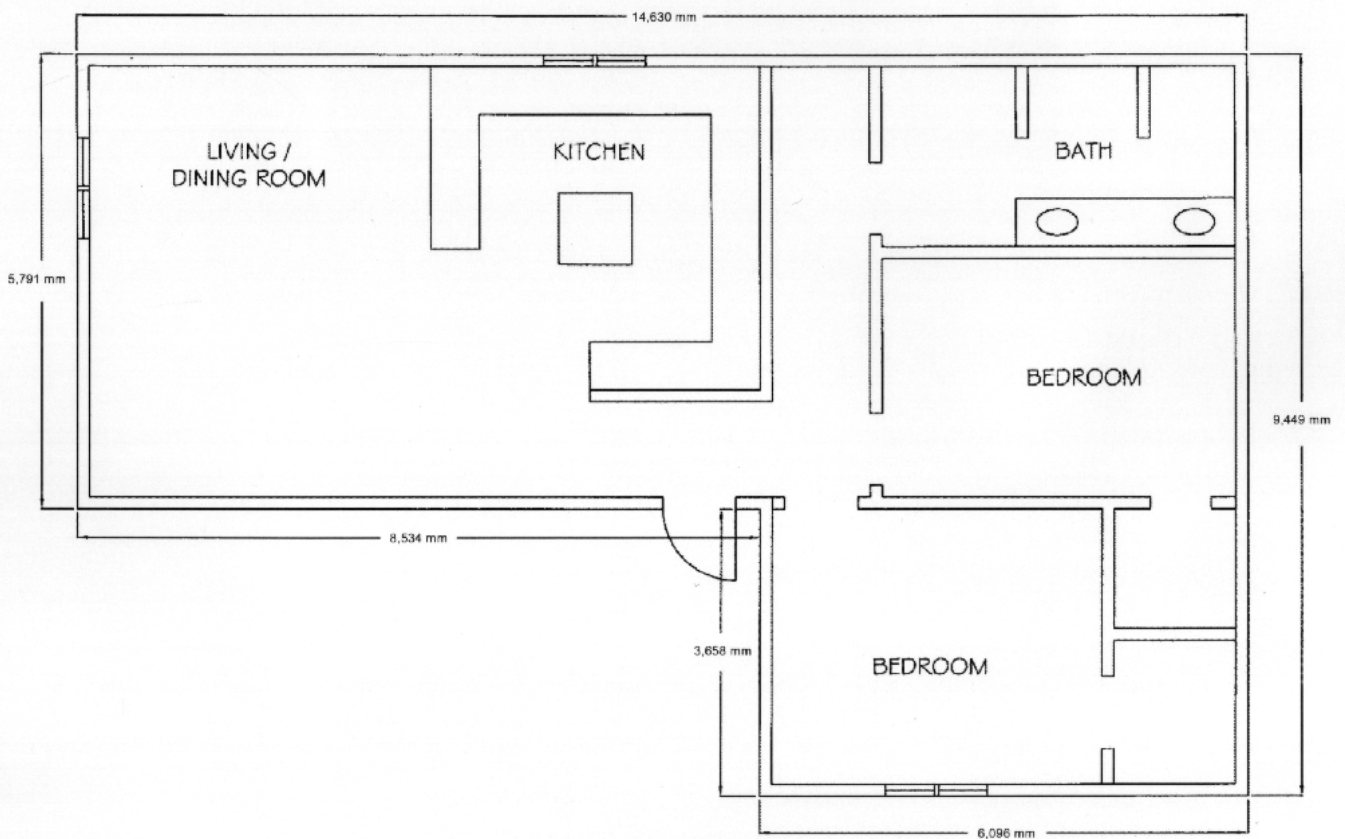 14,630 mm
LIVING /
DINING ROOM
KITCHEN
BATH
5,791 mm
BEDROOM
9,449 mm
8,534 mm
3,658 mm
BEDROOM
6,096 mm